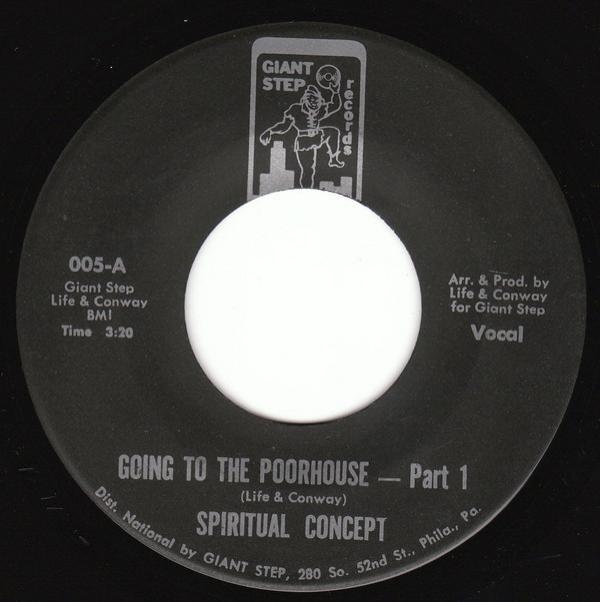 GIANT
STEP
records
005-A
Giant Step
Life & Conway
BMI
Time 3:20
Arr. & Prod. by
Life & Conway
for Giant Step
Vocal
GOING TO THE POORHOUSE — Part 1
(Life & Conway)
SPIRITUAL CONCEPT
Dist. National by GIANT STEP, 280 So. 52nd St., Phila., Pa.